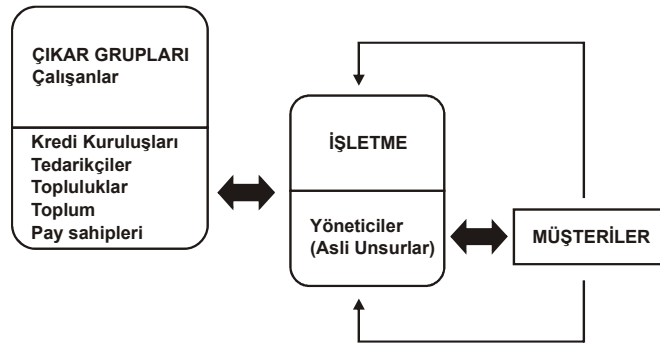 ÇIKAR GRUPLARI
Çalışanlar
Kredi Kuruluşları
Tedarikçiler
Topluluklar
Toplum
Pay sahipleri
İŞLETME
Yöneticiler
(Asli Unsurlar)
MÜŞTERİLER